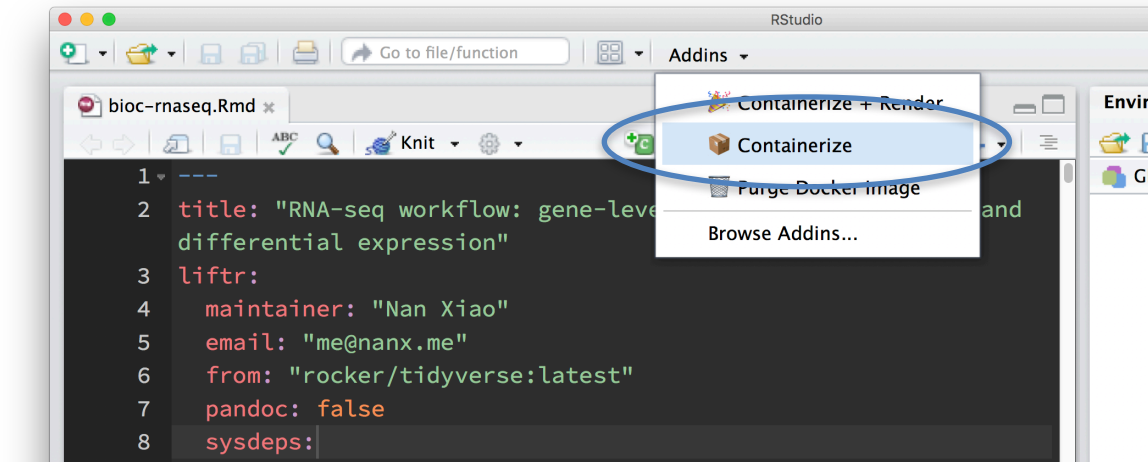 RStudio
Go to file/function
Addins
bioc-rnaseq.Rmd
Containerize + Render
Containerize
Purge Docker Image
Browse Addins...
ABC
Knit
C
1 ---
2 title: "RNA-seq workflow: gene-leve and
differential expression"
3 liftr:
4 maintainer: "Nan Xiao"
5 email: "me@nanx.me"
6 from: "rocker/tidyverse:latest"
7 pandoc: false
8 sysdeps:
Envir
G